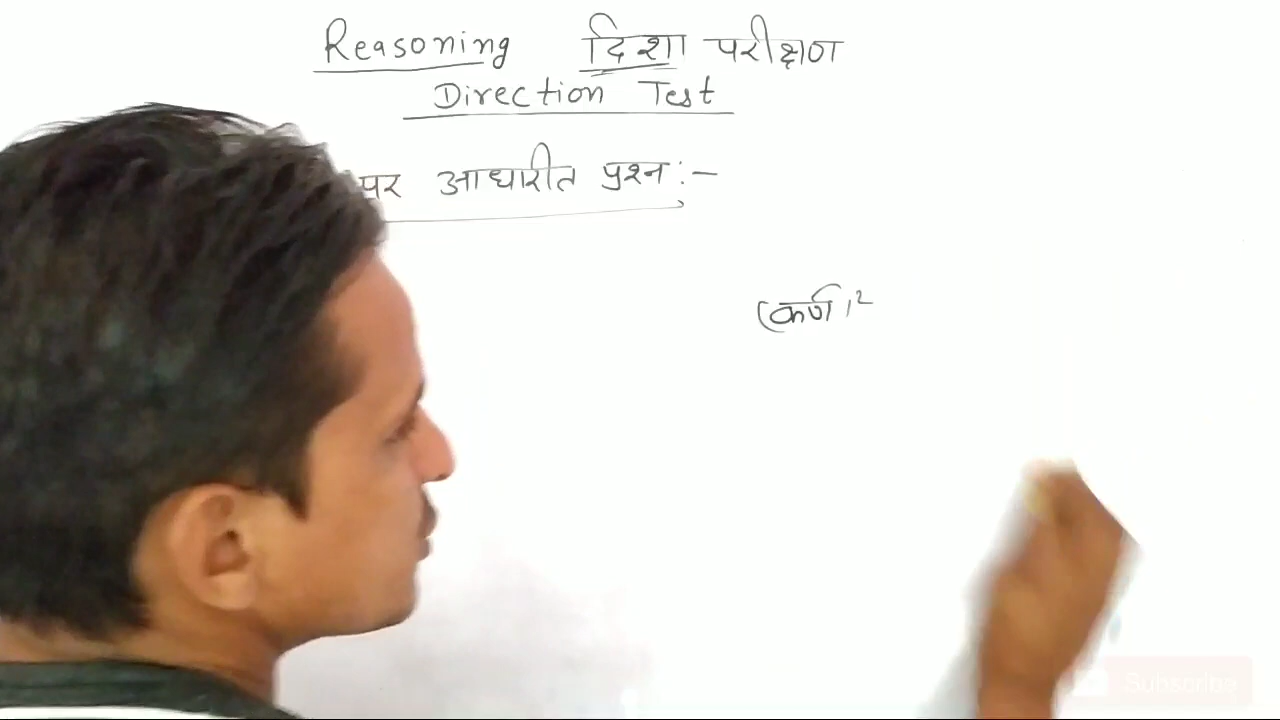 Reasoning दिशा परीक्षण
Direction Test
पर आधारीत प्रश्न :-
(कर्ण)²
Subscribe